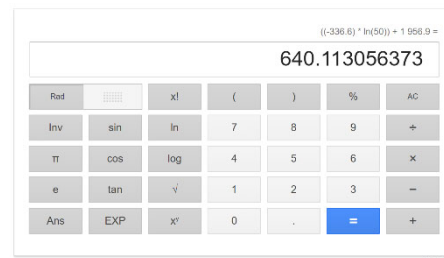 ((-336.6) * ln(50)) + 1 956.9 =
640.113056373
Rad x! ( ) % AC
Inv sin ln 7 8 9 ÷
π cos log 4 5 6 ×
e tan √ 1 2 3 −
Ans EXP xʸ 0 . = +